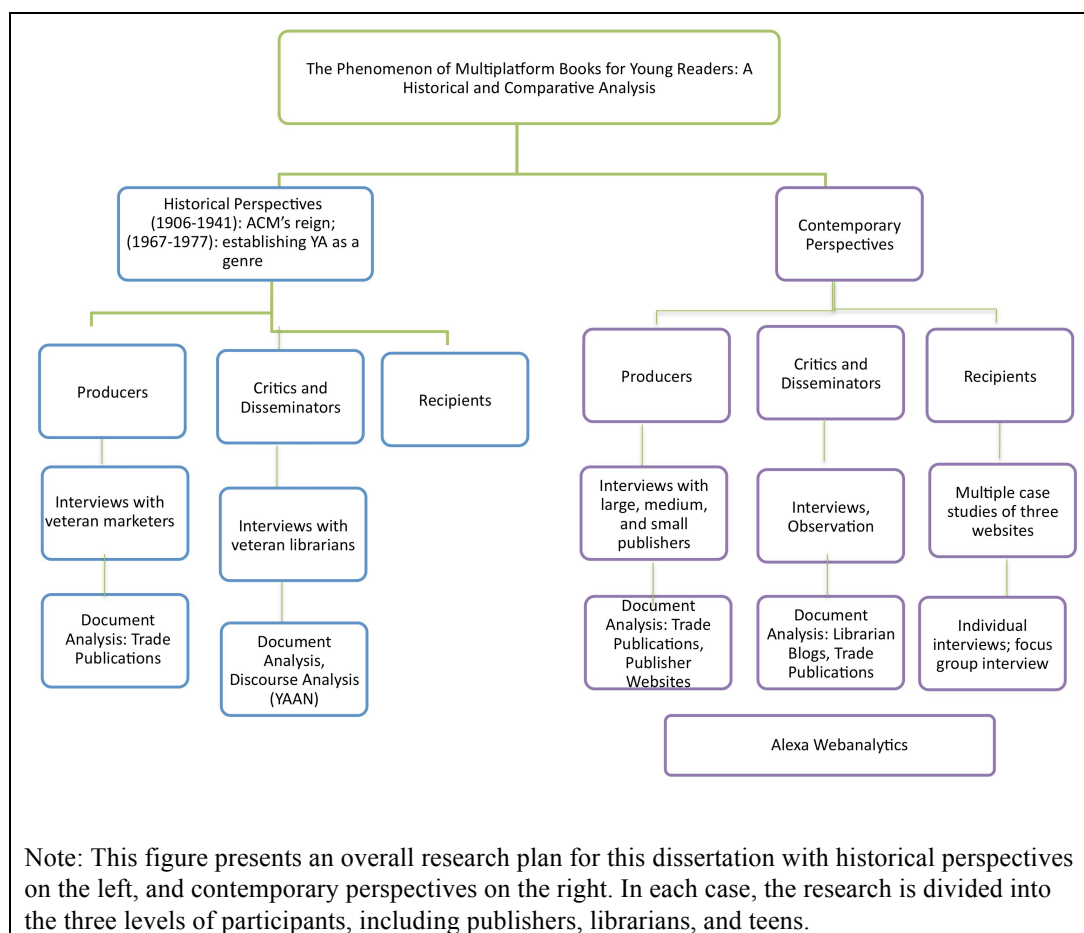 The Phenomenon of Multiplatform Books for Young Readers: A
Historical and Comparative Analysis
Historical Perspectives
(1906-1941): ACM's reign;
(1967-1977): establishing YA as a
genre
Contemporary
Perspectives
Producers
Critics and
Disseminators
Recipients
Producers
Critics and
Disseminators
Recipients
Interviews with
veteran marketers
Interviews with
veteran librarians
Interviews with
large, medium,
and small
publishers
Interviews,
Observation
Multiple case
studies of three
websites
Document
Analysis: Trade
Publications
Document
Analysis,
Discourse Analysis
(YAAN)
Document
Analysis: Trade
Publications,
Publisher
Websites
Document
Analysis: Librarian
Blogs, Trade
Publications
Individual
interviews; focus
group interview
Alexa Webanalytics
Note: This figure presents an overall research plan for this dissertation with historical perspectives
on the left, and contemporary perspectives on the right. In each case, the research is divided into
the three levels of participants, including publishers, librarians, and teens.